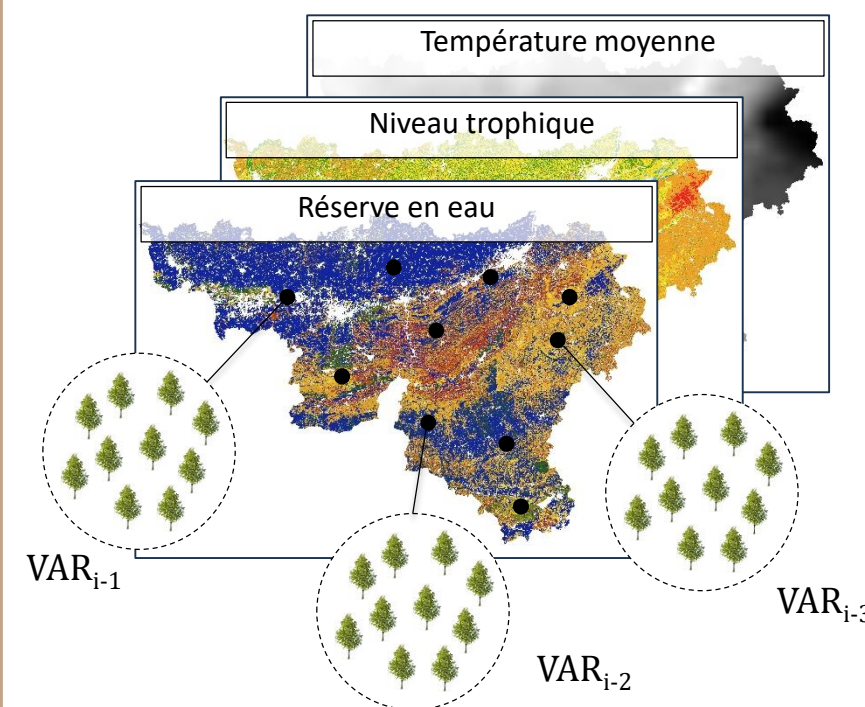 Température moyenne
Niveau trophique
Réserve en eau
VARi-1
VARi-2
VARi-3